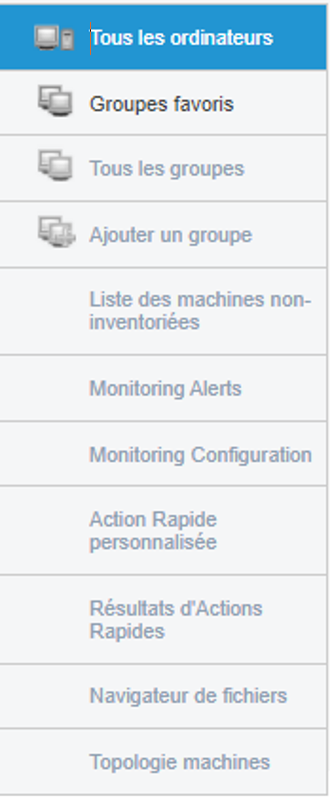 Tous les ordinateurs
Groupes favoris
Tous les groupes
Ajouter un groupe
Liste des machines non-
inventoriées
Monitoring Alerts
Monitoring Configuration
Action Rapide
personnalisée
Résultats d'Actions
Rapides
Navigateur de fichiers
Topologie machines